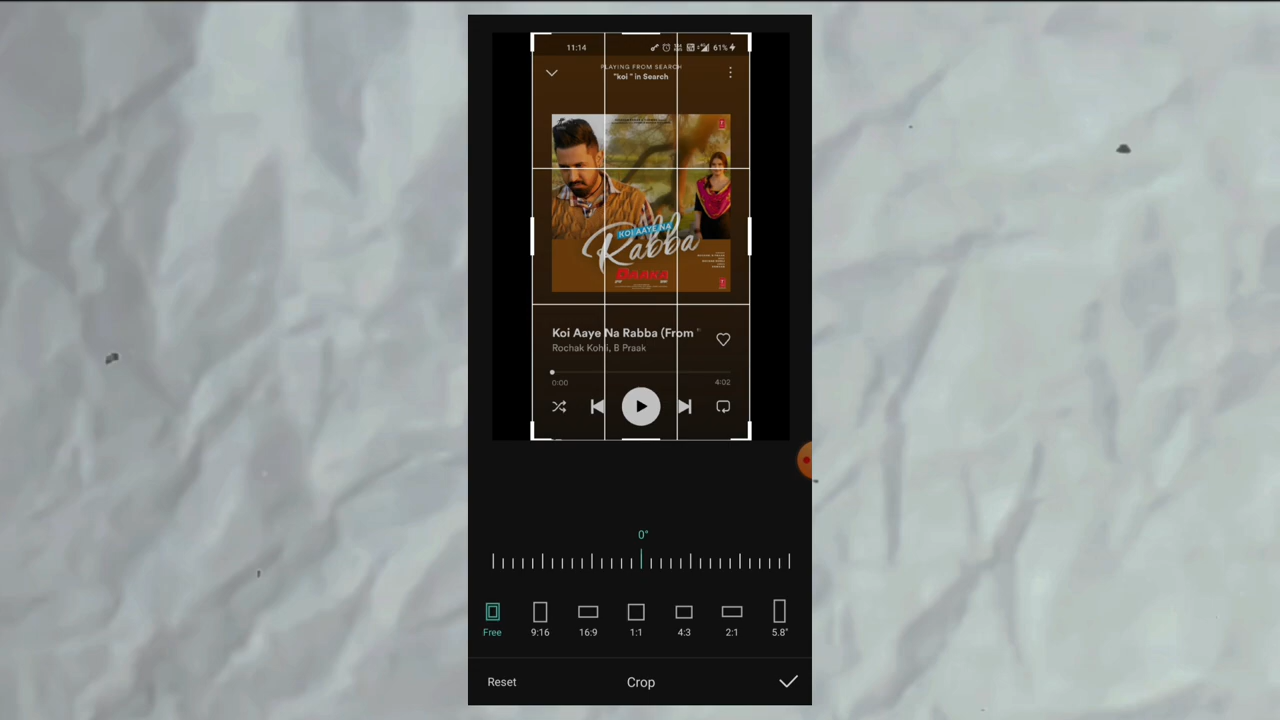 11:14 61%
PLAYING FROM SEARCH
"koi " in Search
KOI AAYE NA
Rabba
DAAKA
Koi Aaye Na Rabba (From "
Rochak Kohli, B Praak
0:00 4:02
0°
Free 9:16 16:9 1:1 4:3 2:1 5.8"
Reset Crop